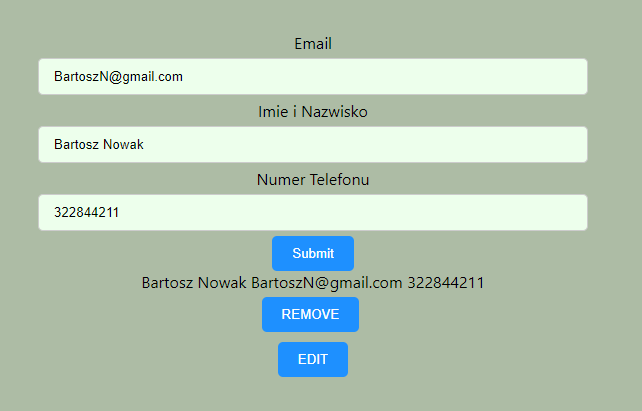 Email
BartoszN@gmail.com
Imie i Nazwisko
Bartosz Nowak
Numer Telefonu
322844211
Submit
Bartosz Nowak BartoszN@gmail.com 322844211
REMOVE
EDIT